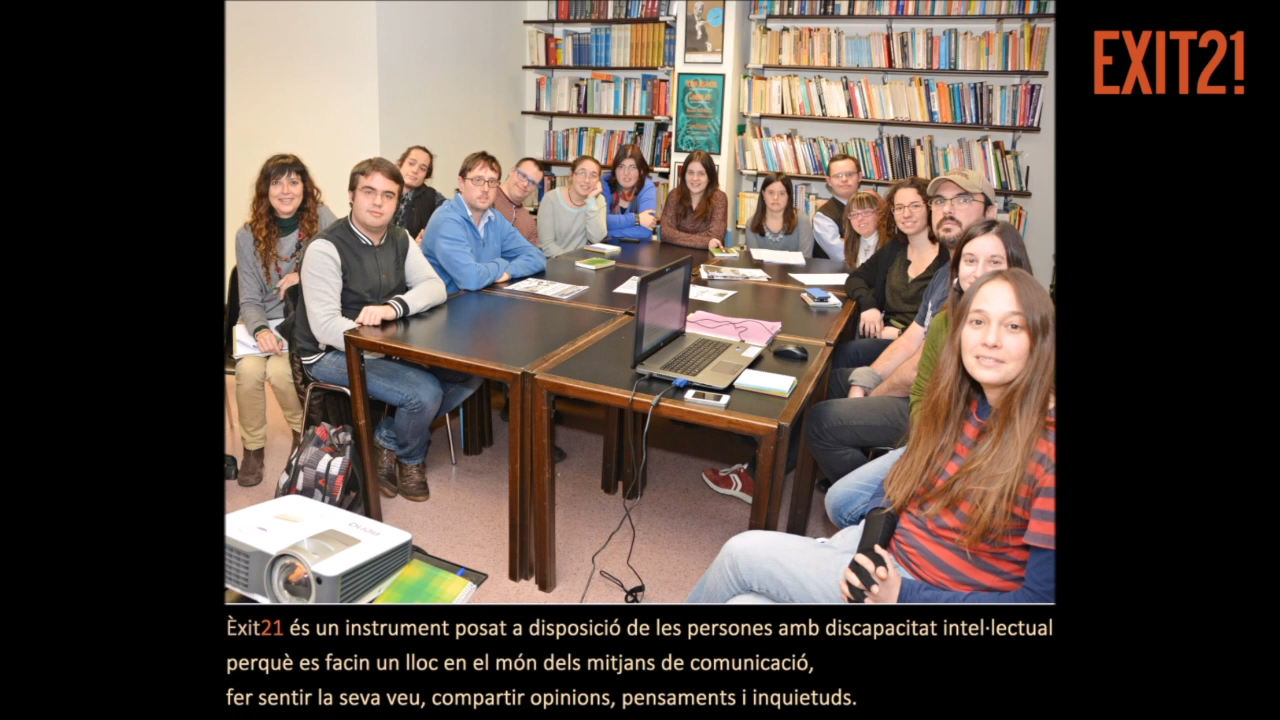 EXIT21!
Èxit21 és un instrument posat a disposició de les persones amb discapacitat intel·lectual
perquè es facin un lloc en el món dels mitjans de comunicació,
fer sentir la seva veu, compartir opinions, pensaments i inquietuds.